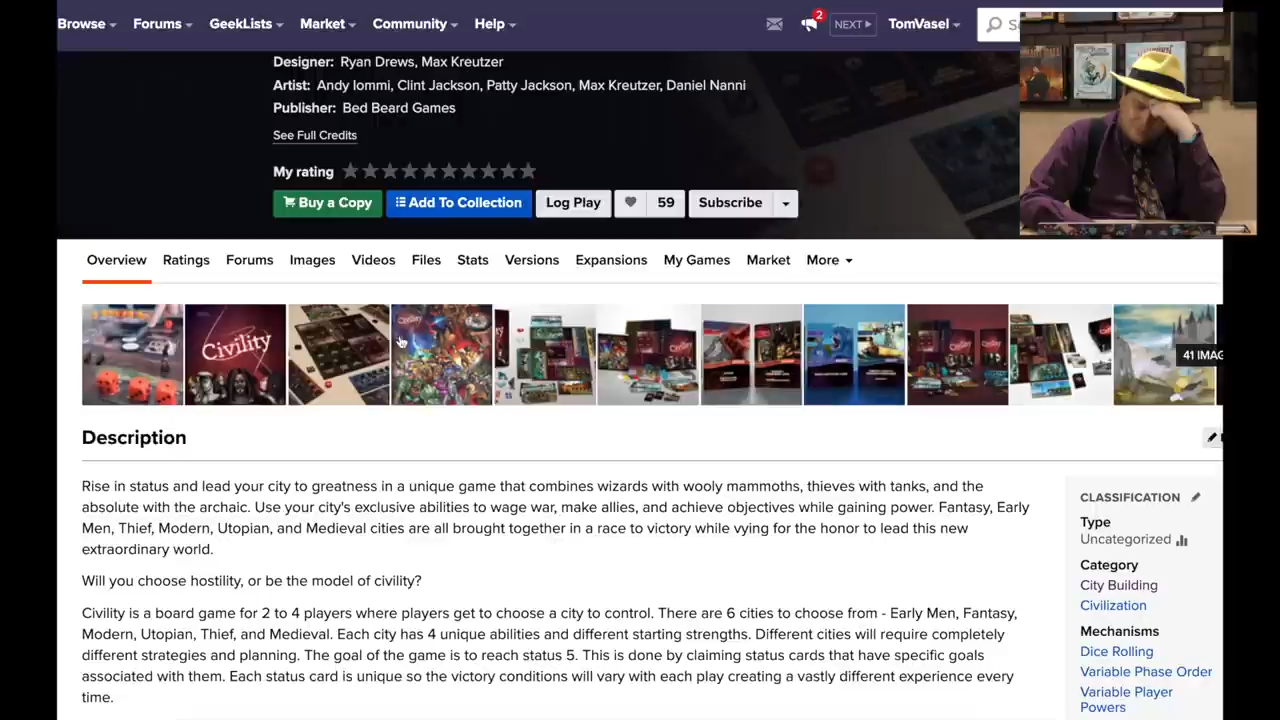 Browse Forums GeekLists Market Community Help 2 NEXT TomVasel
Designer: Ryan Drews, Max Kreutzer
Artist: Andy Iommi, Clint Jackson, Patty Jackson, Max Kreutzer, Daniel Nanni
Publisher: Bed Beard Games
See Full Credits
My rating
Buy a Copy Add To Collection Log Play 59 Subscribe
Overview Ratings Forums Images Videos Files Stats Versions Expansions My Games Market More
Civility
41 IMAG
Description
Rise in status and lead your city to greatness in a unique game that combines wizards with wooly mammoths, thieves with tanks, and the
absolute with the archaic. Use your city's exclusive abilities to wage war, make allies, and achieve objectives while gaining power. Fantasy, Early
Men, Thief, Modern, Utopian, and Medieval cities are all brought together in a race to victory while vying for the honor to lead this new
extraordinary world.
Will you choose hostility, or be the model of civility?
Civility is a board game for 2 to 4 players where players get to choose a city to control. There are 6 cities to choose from - Early Men, Fantasy,
Modern, Utopian, Thief, and Medieval. Each city has 4 unique abilities and different starting strengths. Different cities will require completely
different strategies and planning. The goal of the game is to reach status 5. This is done by claiming status cards that have specific goals
associated with them. Each status card is unique so the victory conditions will vary with each play creating a vastly different experience every
time.
CLASSIFICATION
Type
Uncategorized
Category
City Building
Civilization
Mechanisms
Dice Rolling
Variable Phase Order
Variable Player
Powers